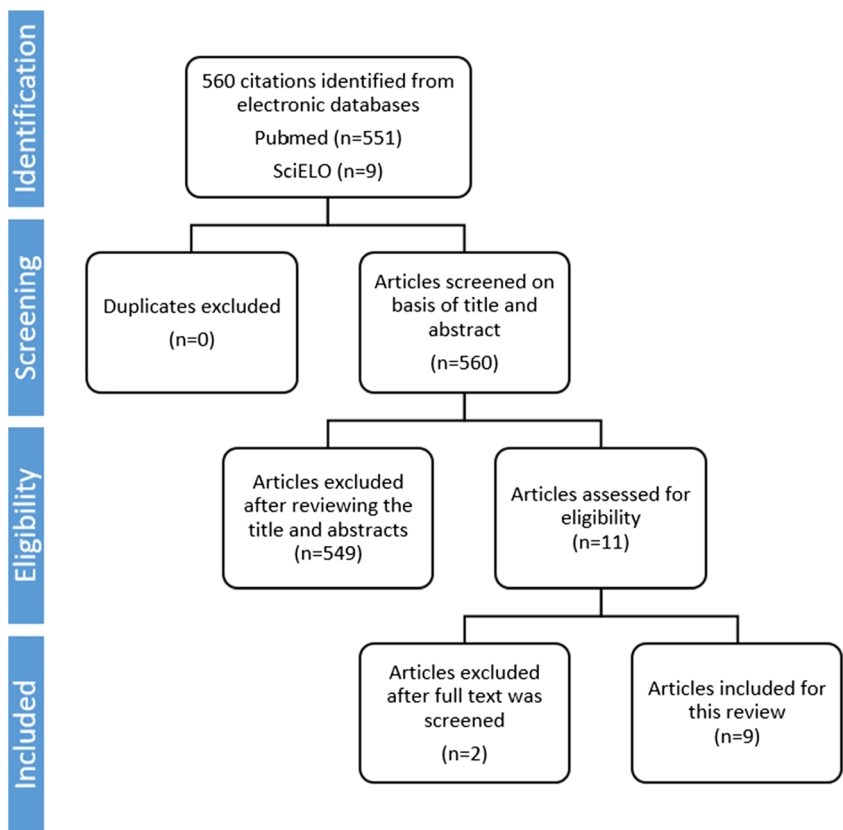 Identification
560 citations identified from
electronic databases
Pubmed (n=551)
SciELO (n=9)
Screening
Duplicates excluded
(n=0)
Articles screened on
basis of title and
abstract
(n=560)
Eligibility
Articles excluded
after reviewing the
title and abstracts
(n=549)
Articles assessed for
eligibility
(n=11)
Included
Articles excluded
after full text was
screened
(n=2)
Articles included for
this review
(n=9)